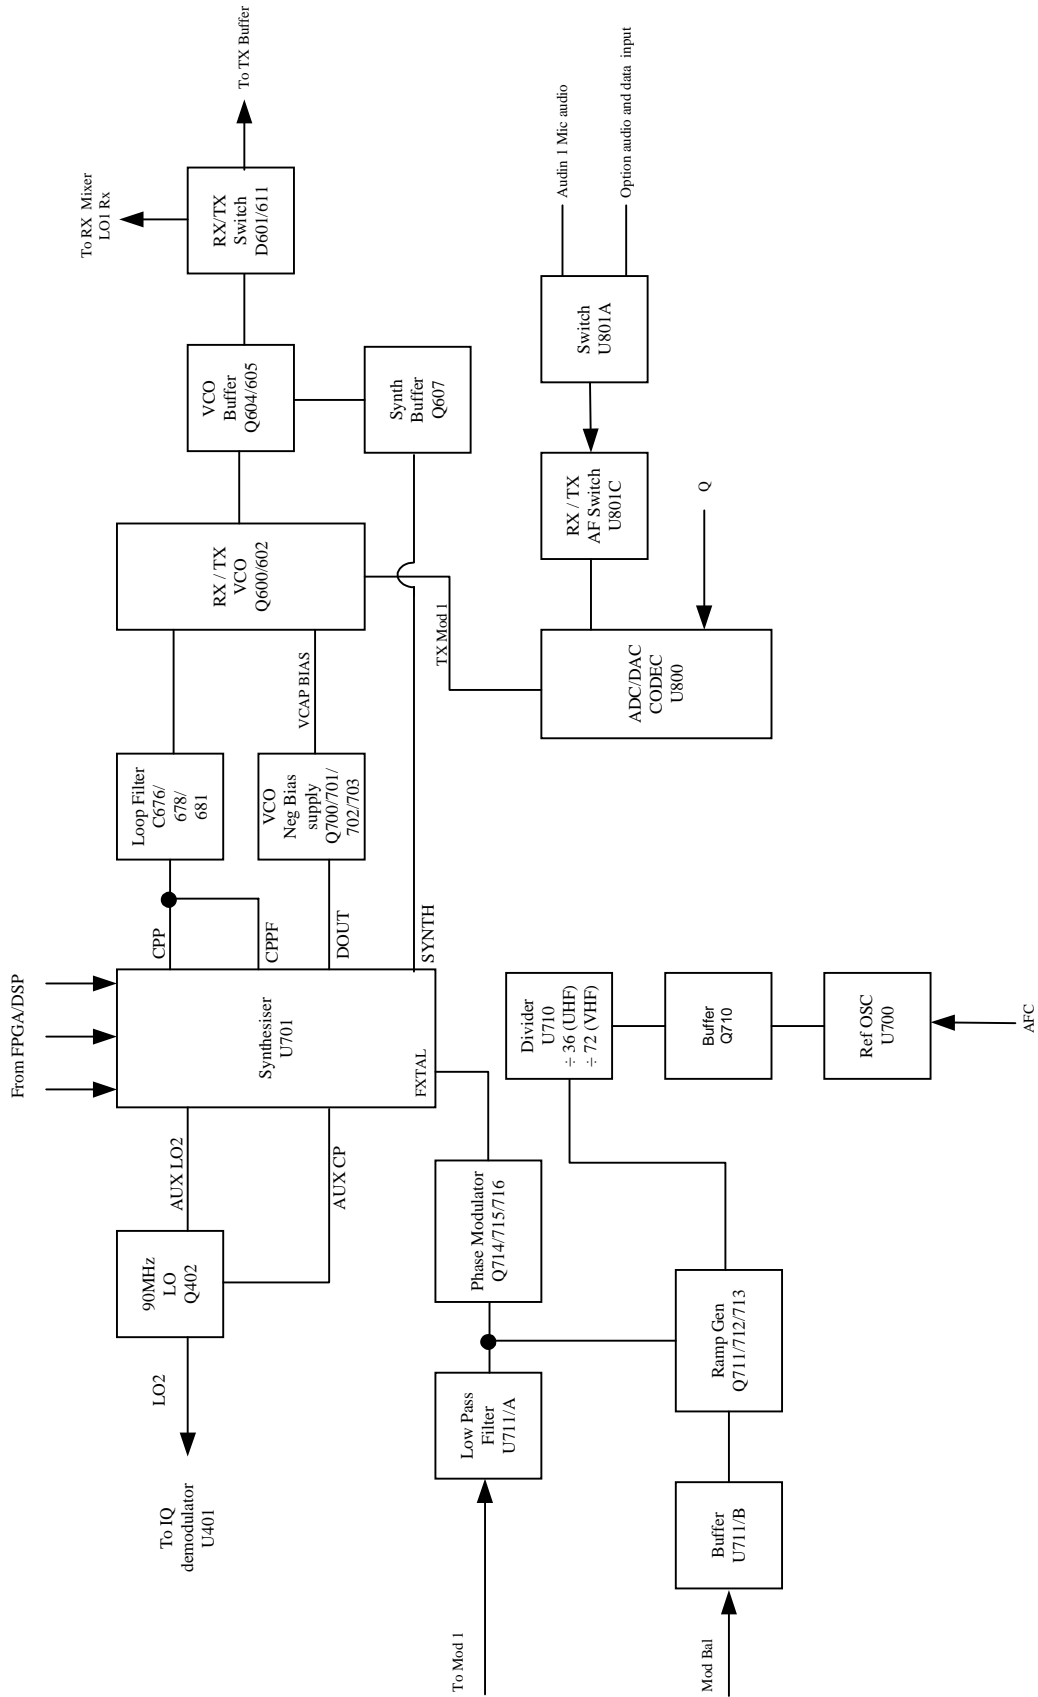 To IQ
demodulator
U401
LO2
90MHz
LO
Q402
AUX LO2
AUX CP
From FPGA/DSP
Synthesiser
U701
FXTAL
CPP
CPPF
DOUT
SYNTH
Loop Filter
C676/
678/
681
VCO
Neg Bias
supply
Q700/701/
702/703
VCAP BIAS
RX / TX
VCO
Q600/602
VCO
Buffer
Q604/605
RX/TX
Switch
D601/611
To RX Mixer
LO1 Rx
To TX Buffer
Synth
Buffer
Q607
TX Mod 1
To Mod 1
Low Pass
Filter
U711/A
Phase Modulator
Q714/715/716
Mod Bal
Buffer
U711/B
Ramp Gen
Q711/712/713
Divider
U710
÷ 36 (UHF)
÷ 72 (VHF)
Buffer
Q710
Ref OSC
U700
AFC
ADC/DAC
CODEC
U800
Q
RX / TX
AF Switch
U801C
Switch
U801A
Audin 1 Mic audio
Option audio and data input